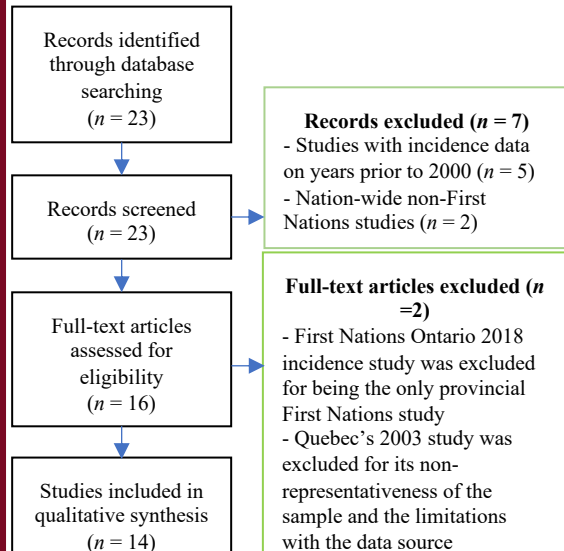 Records identified
through database
searching
(n = 23)
Records excluded (n = 7)
- Studies with incidence data
on years prior to 2000 (n = 5)
- Nation-wide non-First
Nations studies (n = 2)
Records screened
(n = 23)
Full-text articles excluded (n
=2)
- First Nations Ontario 2018
incidence study was excluded
for being the only provincial
First Nations study
- Quebec’s 2003 study was
excluded for its non-
representativeness of the
sample and the limitations
with the data source
Full-text articles
assessed for
eligibility
(n = 16)
Studies included in
qualitative synthesis
(n = 14)